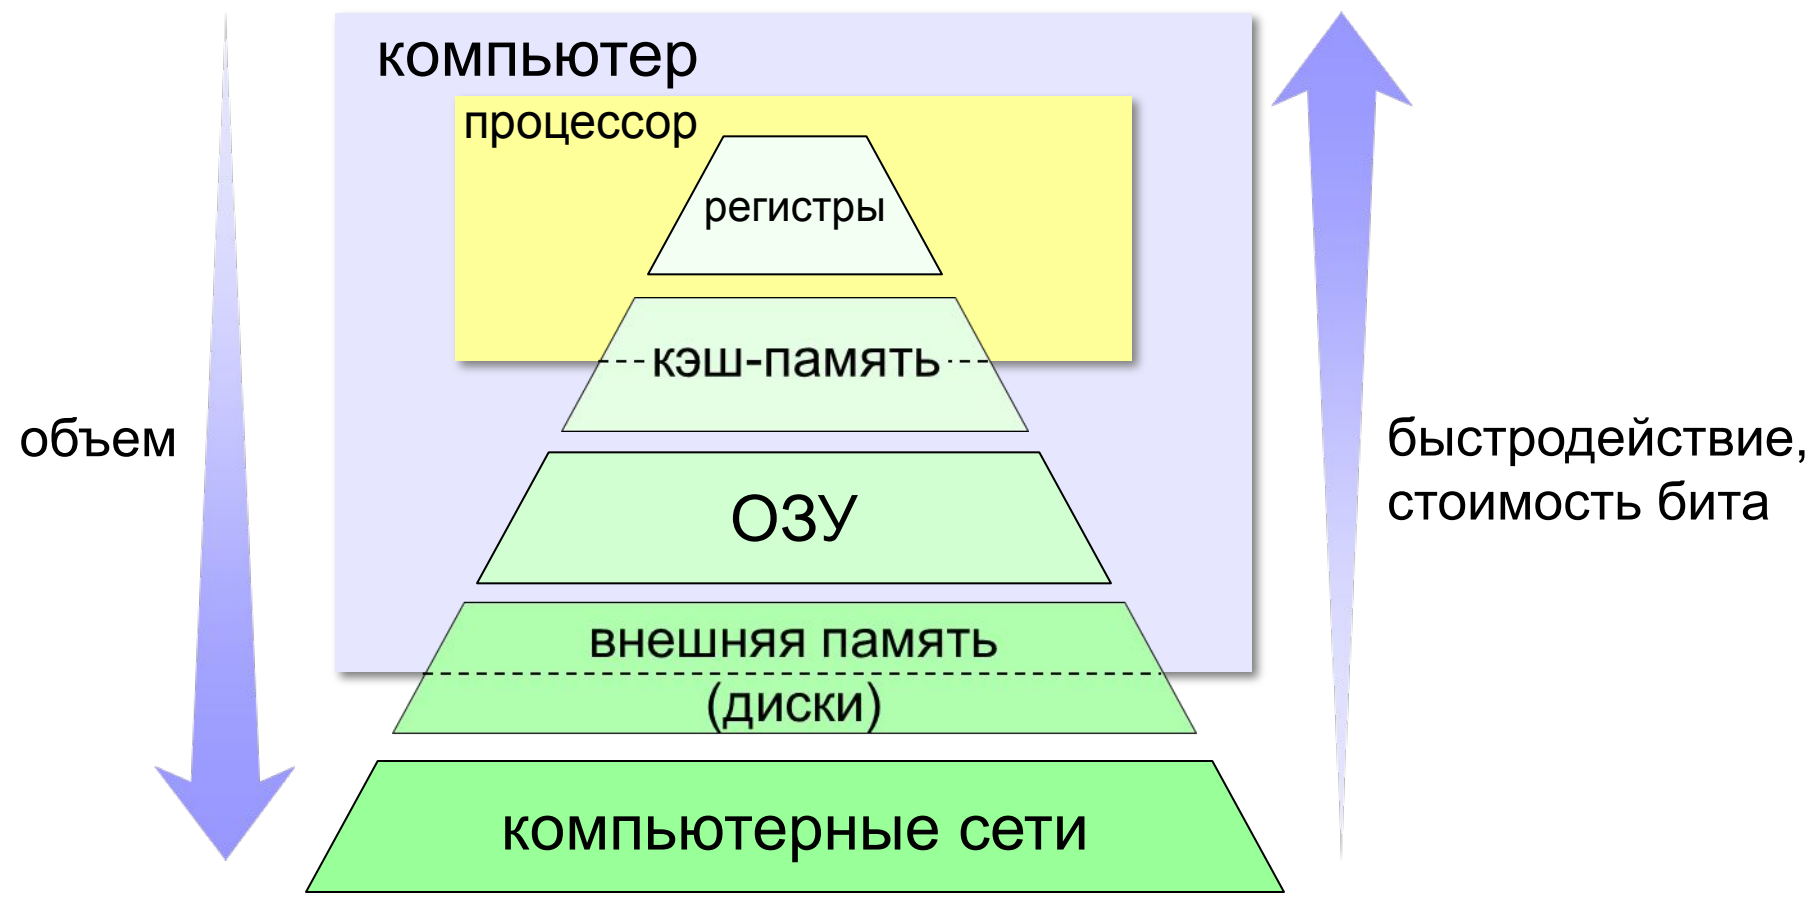 компьютер
процессор
регистры
кэш-память
ОЗУ
внешняя память
(диски)
компьютерные сети
объем
быстродействие,
стоимость бита